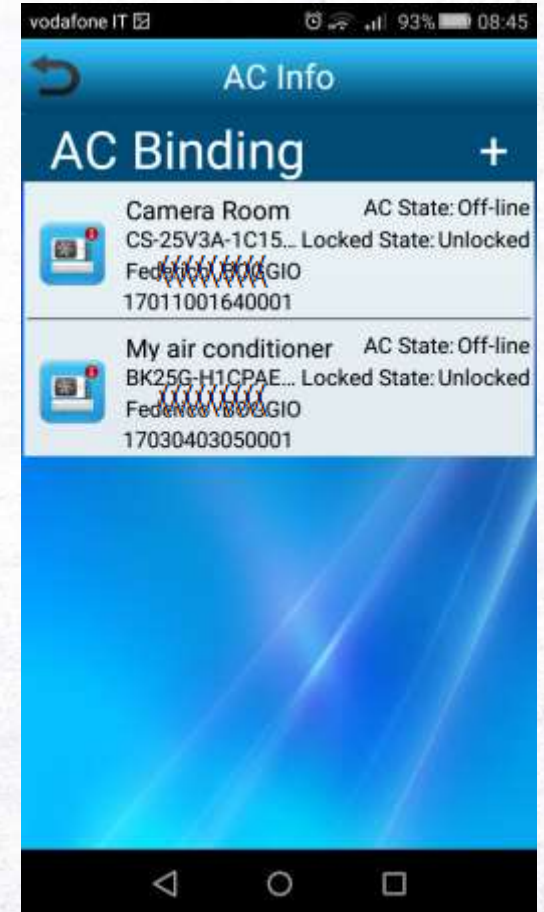 vodafone IT 93% 08:45
AC Info
AC Binding +
Camera Room AC State: Off-line
CS-25V3A-1C15... Locked State: Unlocked
17011001640001
My air conditioner AC State: Off-line
BK25G-H1CPAE... Locked State: Unlocked
17030403050001